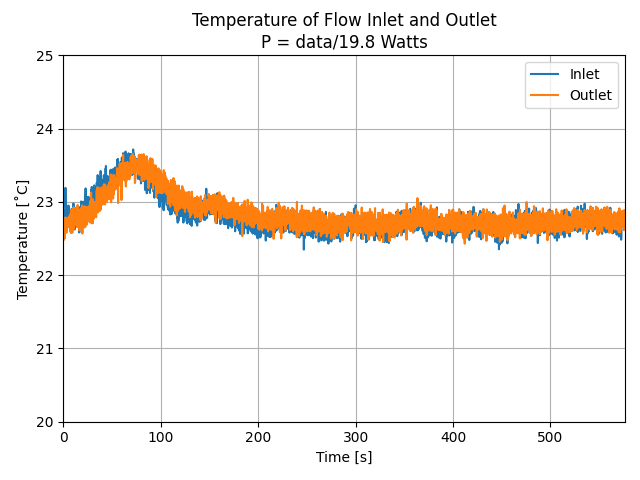 Temperature of Flow Inlet and Outlet
P = data/19.8 Watts
25
24
23
22
21
20
Temperature [˚C]
Inlet
Outlet
0 100 200 300 400 500
Time [s]